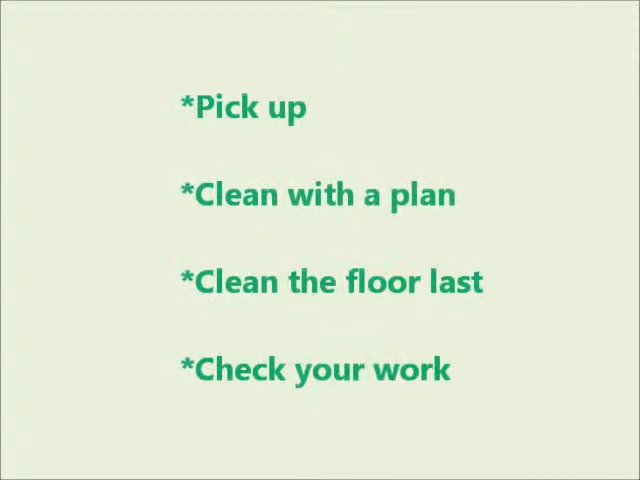 *Pick up
*Clean with a plan
*Clean the floor last
*Check your work